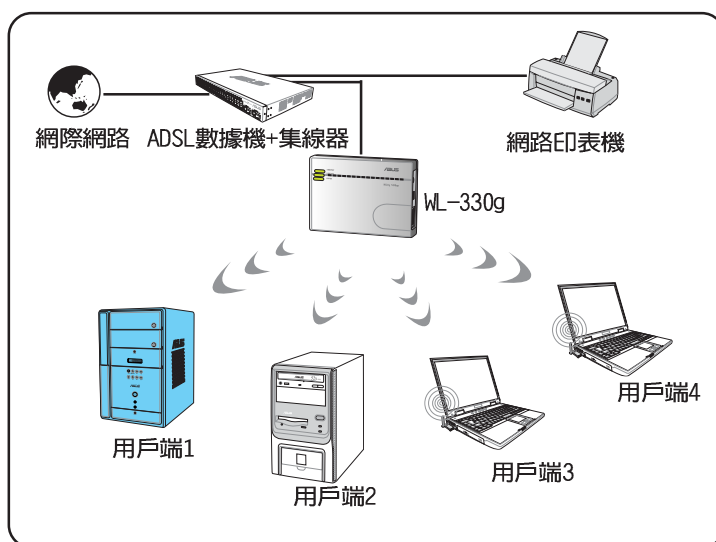 網際網路
ADSL數據機+集線器
網路印表機
WL-330g
用戶端1
用戶端2
用戶端3
用戶端4
ASUS